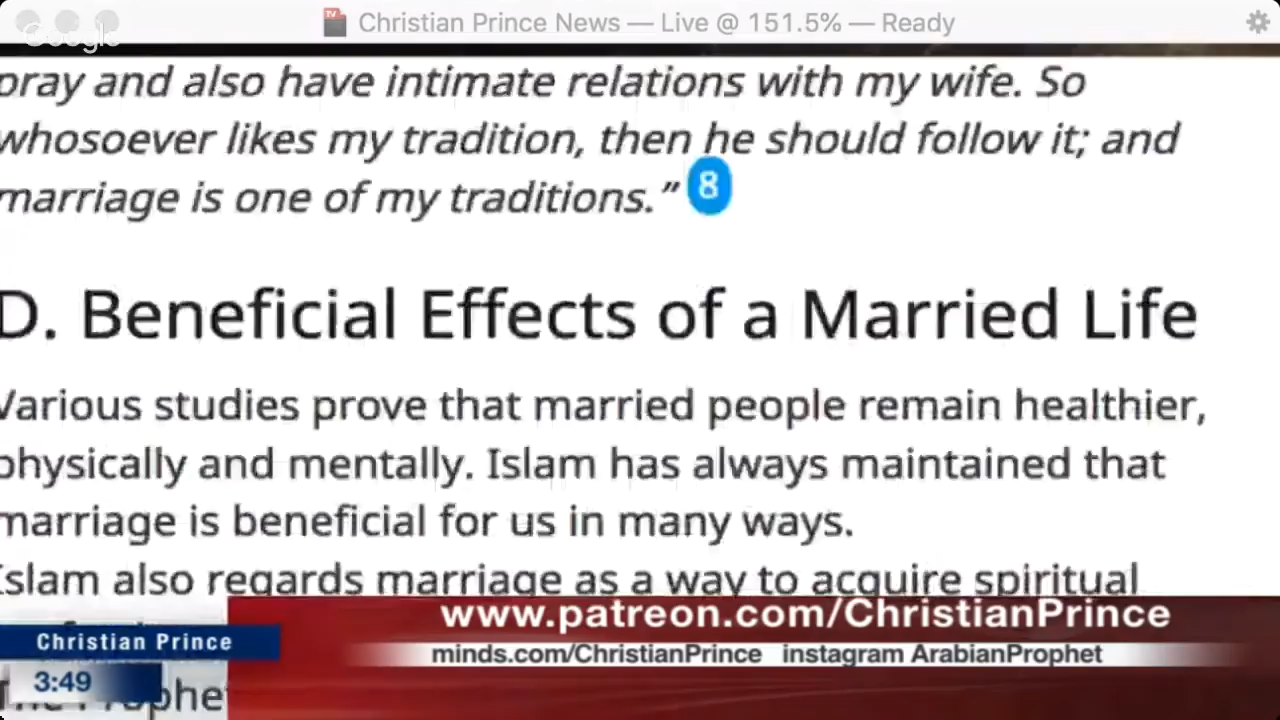 Christian Prince News — Live @ 151.5% — Ready
Google
pray and also have intimate relations with my wife. So
whosoever likes my tradition, then he should follow it; and
marriage is one of my traditions.” 8
D. Beneficial Effects of a Married Life
Various studies prove that married people remain healthier,
physically and mentally. Islam has always maintained that
marriage is beneficial for us in many ways.
Islam also regards marriage as a way to acquire spiritual
www.patreon.com/ChristianPrince
Christian Prince
minds.com/ChristianPrince instagram ArabianProphet
3:49